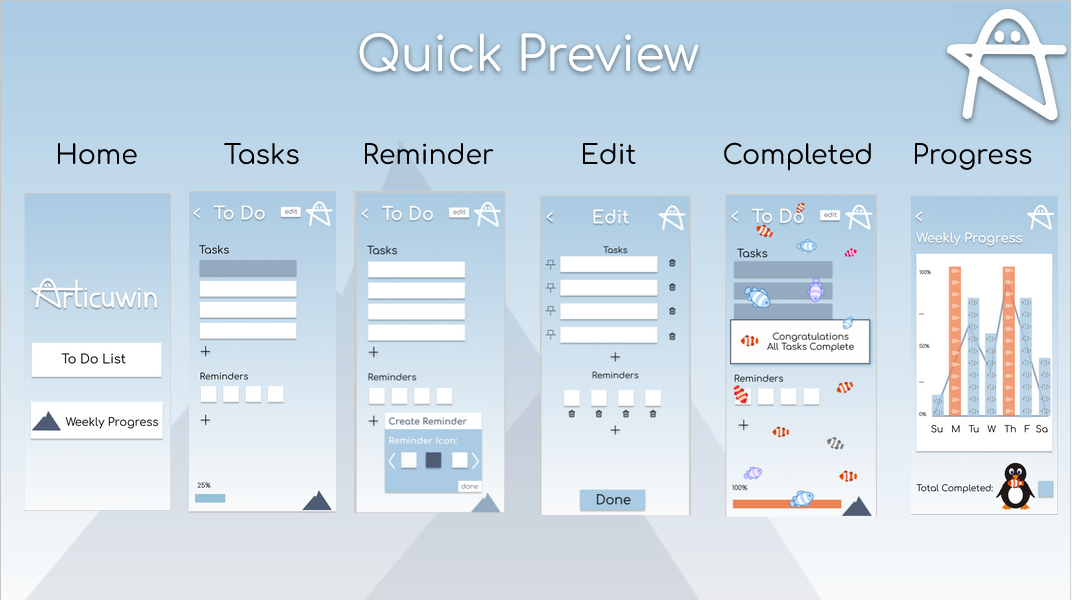 Quick Preview
Home
Tasks
Reminder
Edit
Completed
Progress
Articuwin
To Do List
Weekly Progress
< To Do edit
Tasks
+
Reminders
+
25%
< To Do edit
Tasks
+
Reminders
+
Create Reminder
Reminder Icon:
done
< Edit
Tasks
+
Reminders
+
Done
< To Do edit
Tasks
Congratulations
All Tasks Complete
Reminders
+
100%
<
Weekly Progress
100%
50%
0%
Su M Tu W Th F Sa
Total Completed: